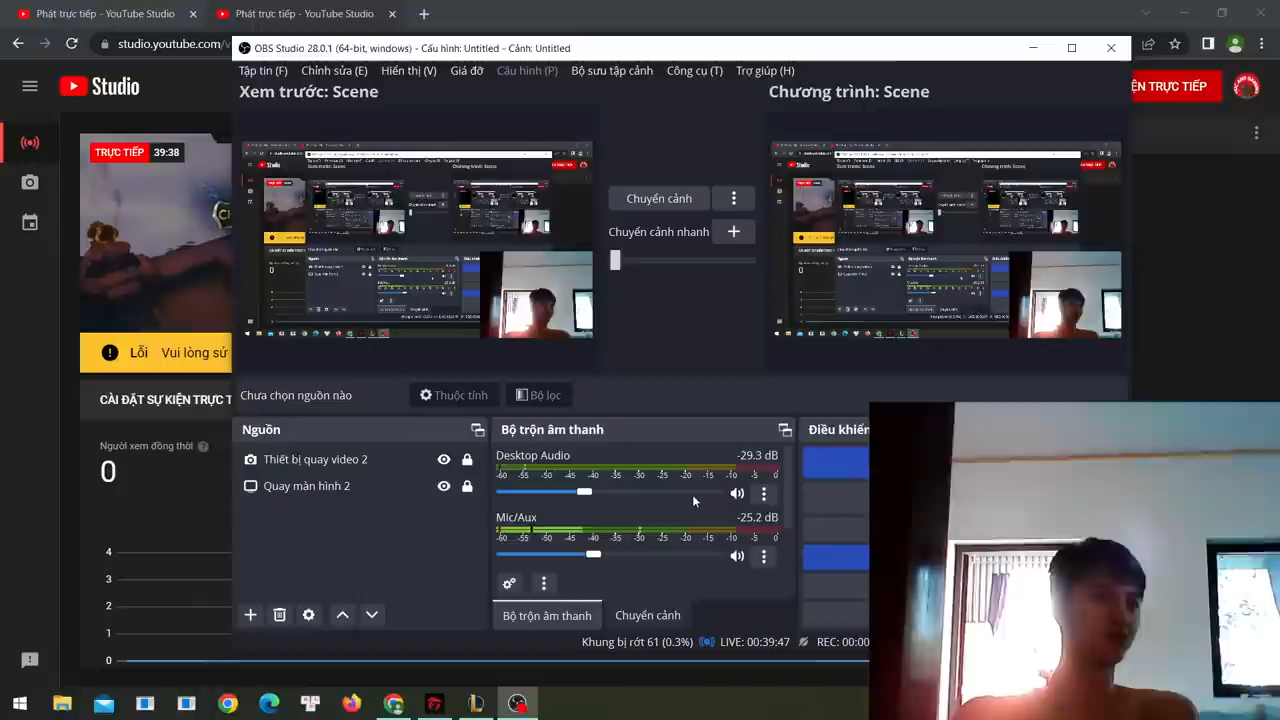 Phát trực tiếp - YouTube Studio
Phát trực tiếp - YouTube Studio
studio.youtube.com/v
OBS Studio 28.0.1 (64-bit, windows) - Cấu hình: Untitled - Cảnh: Untitled
Tập tin (F) Chỉnh sửa (E) Hiển thị (V) Giá đỡ Cấu hình (P) Bộ sưu tập cảnh Công cụ (T) Trợ giúp (H)
Studio
ỆN TRỰC TIẾP
Xem trước: Scene
Chương trình: Scene
TRỰC TIẾP 39:38
Chuyển cảnh
Chuyển cảnh nhanh
Lỗi Vui lòng sử
Chưa chọn nguồn nào
Thuộc tính
Bộ lọc
CÀI ĐẶT SỰ KIỆN TRỰC T
Người xem đồng thời
0
4
3
2
1
0
Nguồn
Thiết bị quay video 2
Quay màn hình 2
Bộ trộn âm thanh
Desktop Audio -29.3 dB
-60 -55 -50 -45 -40 -35 -30 -25 -20 -15 -10 -5 0
Mic/Aux -25.2 dB
-60 -55 -50 -45 -40 -35 -30 -25 -20 -15 -10 -5 0
Bộ trộn âm thanh
Chuyển cảnh
Điều khiển
Khung bị rớt 61 (0.3%) LIVE: 00:39:47 REC: 00:00